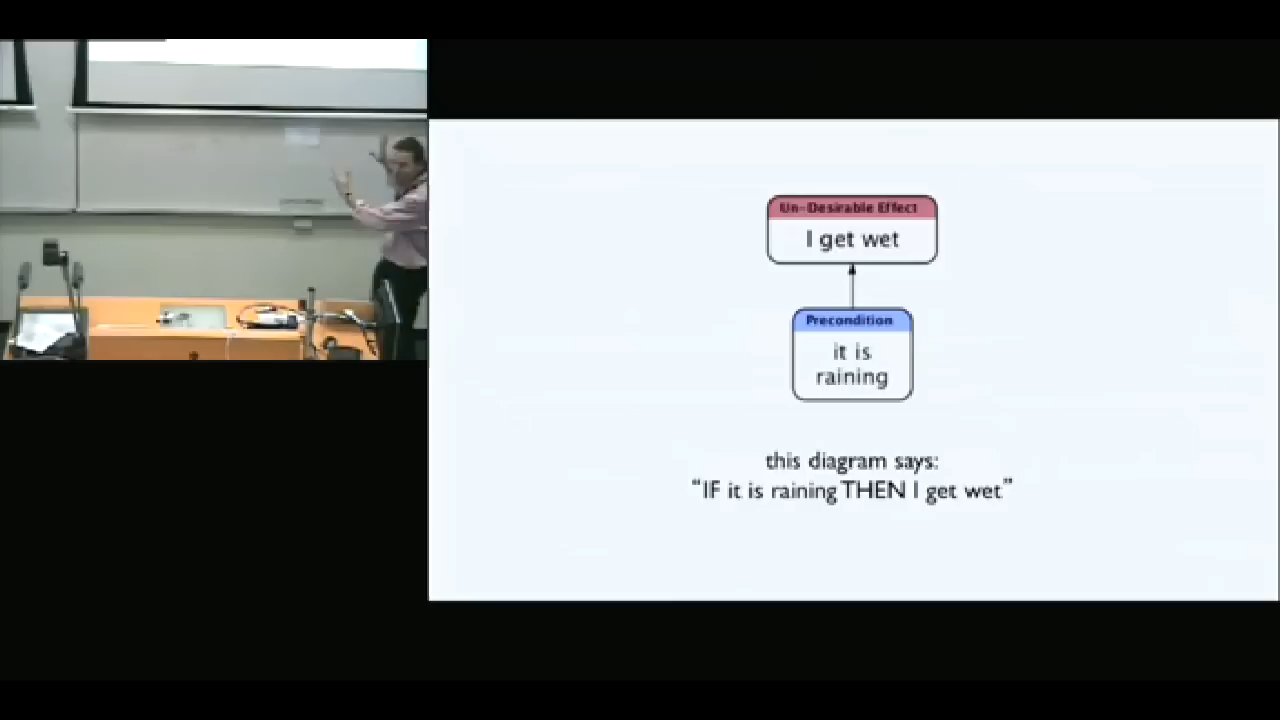 Un-Desirable Effect
I get wet
Precondition
it is
raining
this diagram says:
“IF it is raining THEN I get wet”